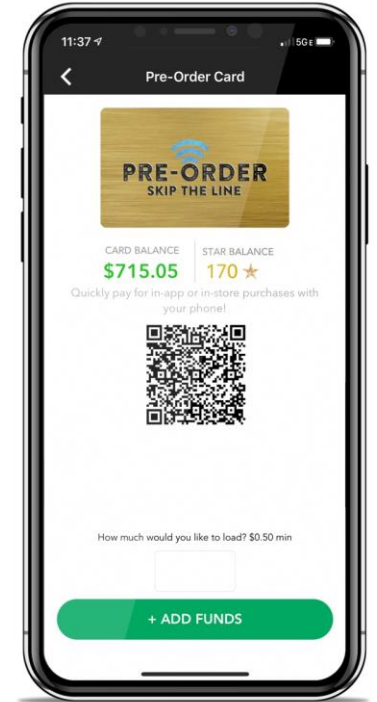 11:37
5GE
Pre-Order Card
PRE-ORDER
SKIP THE LINE
CARD BALANCE
$715.05
STAR BALANCE
170
Quickly pay for in-app or in-store purchases with
your phone!
How much would you like to load? $0.50 min
+ ADD FUNDS